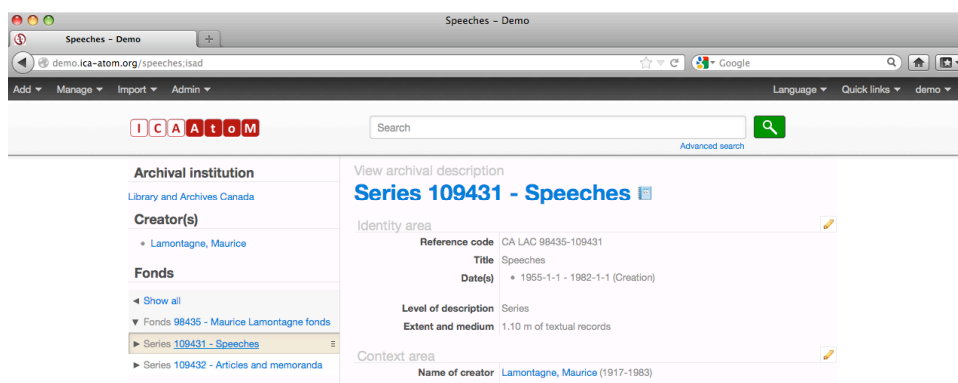 Speeches – Demo
Speeches – Demo
demo.ica-atom.org/speeches;isad
Google
Add Manage Import Admin Language Quick links demo
ICAAtoM
Search
Advanced search
Archival institution
Library and Archives Canada
Creator(s)
Lamontagne, Maurice
Fonds
Show all
Fonds 98435 - Maurice Lamontagne fonds
Series 109431 - Speeches
Series 109432 - Articles and memoranda
View archival description
Series 109431 - Speeches
Identity area
Reference code CA LAC 98435-109431
Title Speeches
Date(s) • 1955-1-1 - 1982-1-1 (Creation)
Level of description Series
Extent and medium 1.10 m of textual records
Context area
Name of creator Lamontagne, Maurice (1917-1983)